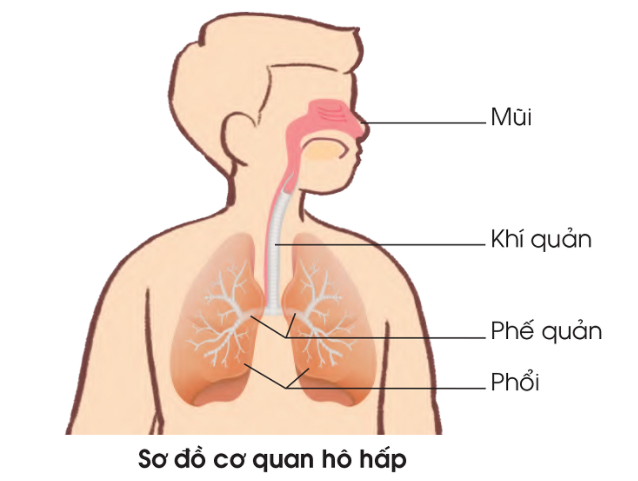 Mũi
Khí quản
Phế quản
Phổi
Sơ đồ cơ quan hô hấp